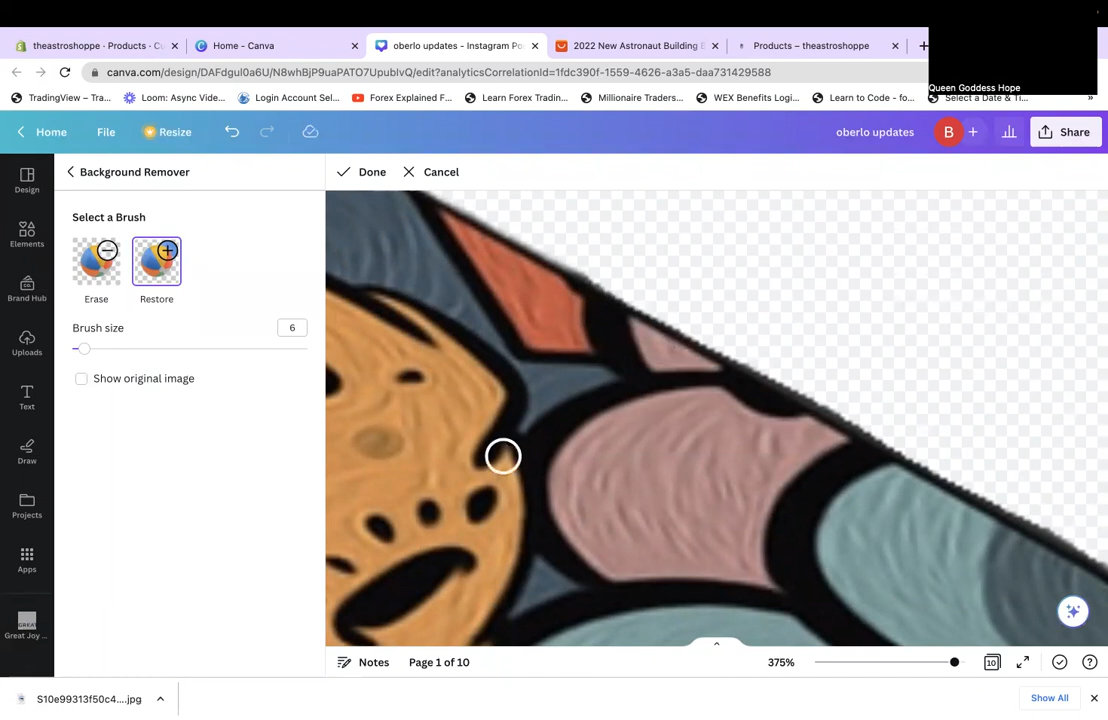 theastroshoppe · Products · Cu
Home - Canva
oberlo updates - Instagram Po
2022 New Astronaut Building B
Products – theastroshoppe
canva.com/design/DAFdgul0a6U/N8whBjP9uaPATO7UpubIvQ/edit?analyticsCorrelationId=1fdc390f-1559-4626-a3a5-daa731429588
Queen Goddess Hope
TradingView – Tra...
Loom: Async Vide...
Login Account Sel...
Forex Explained F...
Learn Forex Tradin...
Millionaire Traders...
WEX Benefits Logi...
Learn to Code - fo...
Select a Date & Ti...
»
Home
File
Resize
oberlo updates
B
Share
Design
Elements
Brand Hub
Uploads
Text
Draw
Projects
Apps
GREAT
Great Joy ...
Background Remover
Select a Brush
Erase
Restore
Brush size
6
Show original image
Done
Cancel
Notes
Page 1 of 10
375%
10
S10e99313f50c4....jpg
Show All